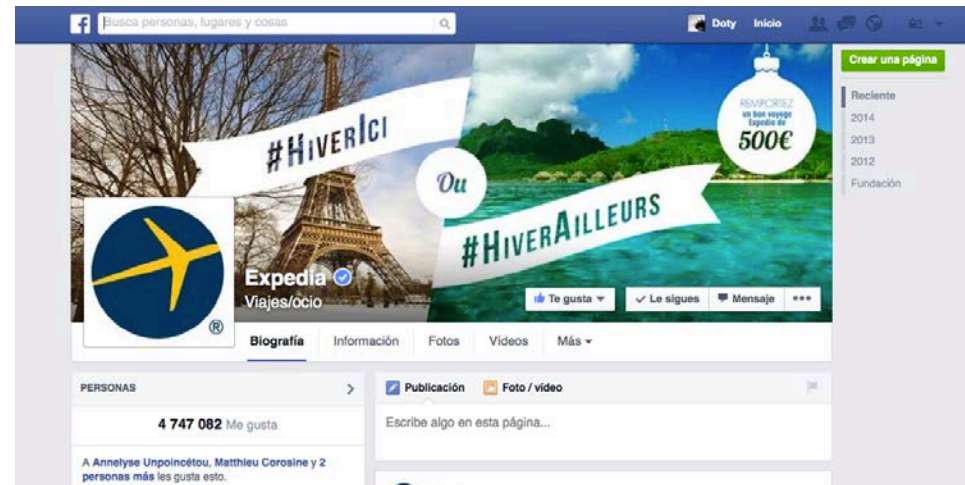 Busca personas, lugares y cosas
Doty Inicio
Crear una página
Reciente
2014
2013
2012
Fundación
#HIVERICI
Ou
#HIVERAILLEURS
REMPORTEZ
un bon voyage
Expedia de
500€
Expedia
Viajes/ocio
®
Te gusta Le sigues Mensaje
Biografía Información Fotos Vídeos Más
PERSONAS
4 747 082 Me gusta
A Annelyse Unpoincétou, Matthieu Corosine y 2
personas más les gusta esto.
Publicación Foto / vídeo
Escribe algo en esta página...